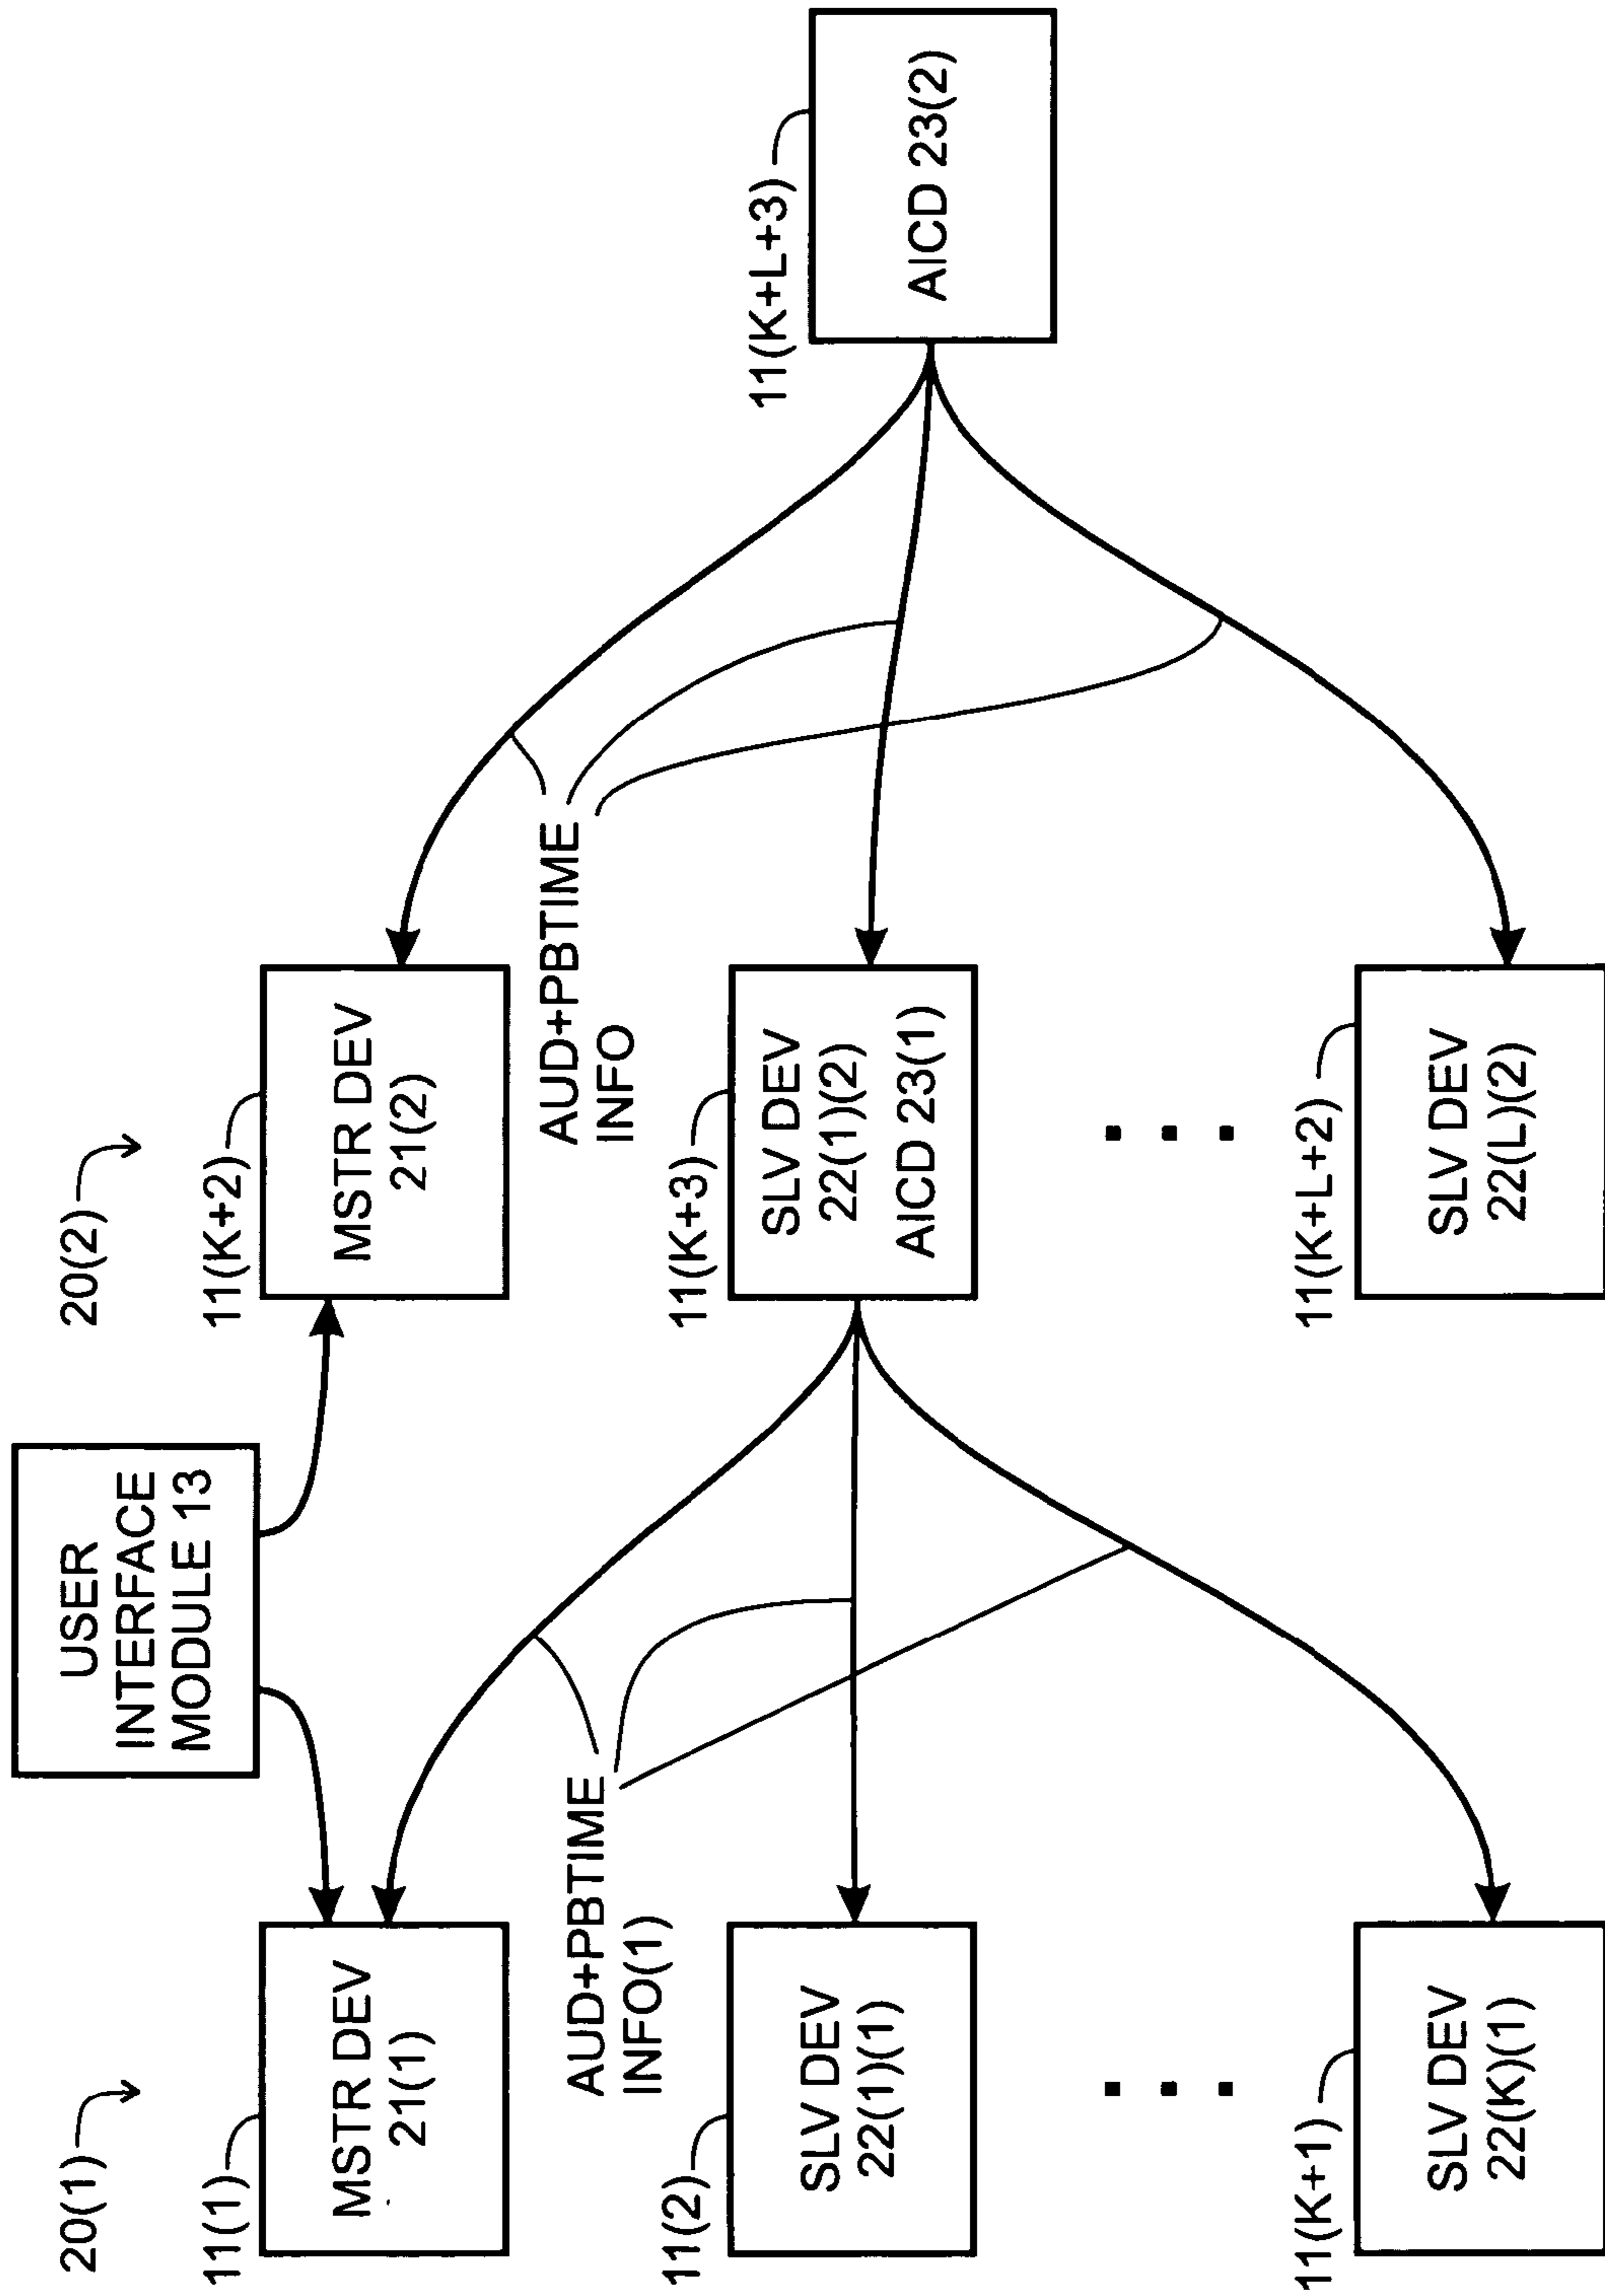 USER
INTERFACE
MODULE 13
20(1)
11(1)
MSTR DEV
21(1)
AUD+PBTIME
INFO(1)
11(2)
SLV DEV
22(1)(1)
11(K+1)
SLV DEV
22(K)(1)
20(2)
11(K+2)
MSTR DEV
21(2)
AUD+PBTIME
INFO
11(K+3)
SLV DEV
22(1)(2)
AICD 23(1)
11(K+L+2)
SLV DEV
22(L)(2)
11(K+L+3)
AICD 23(2)